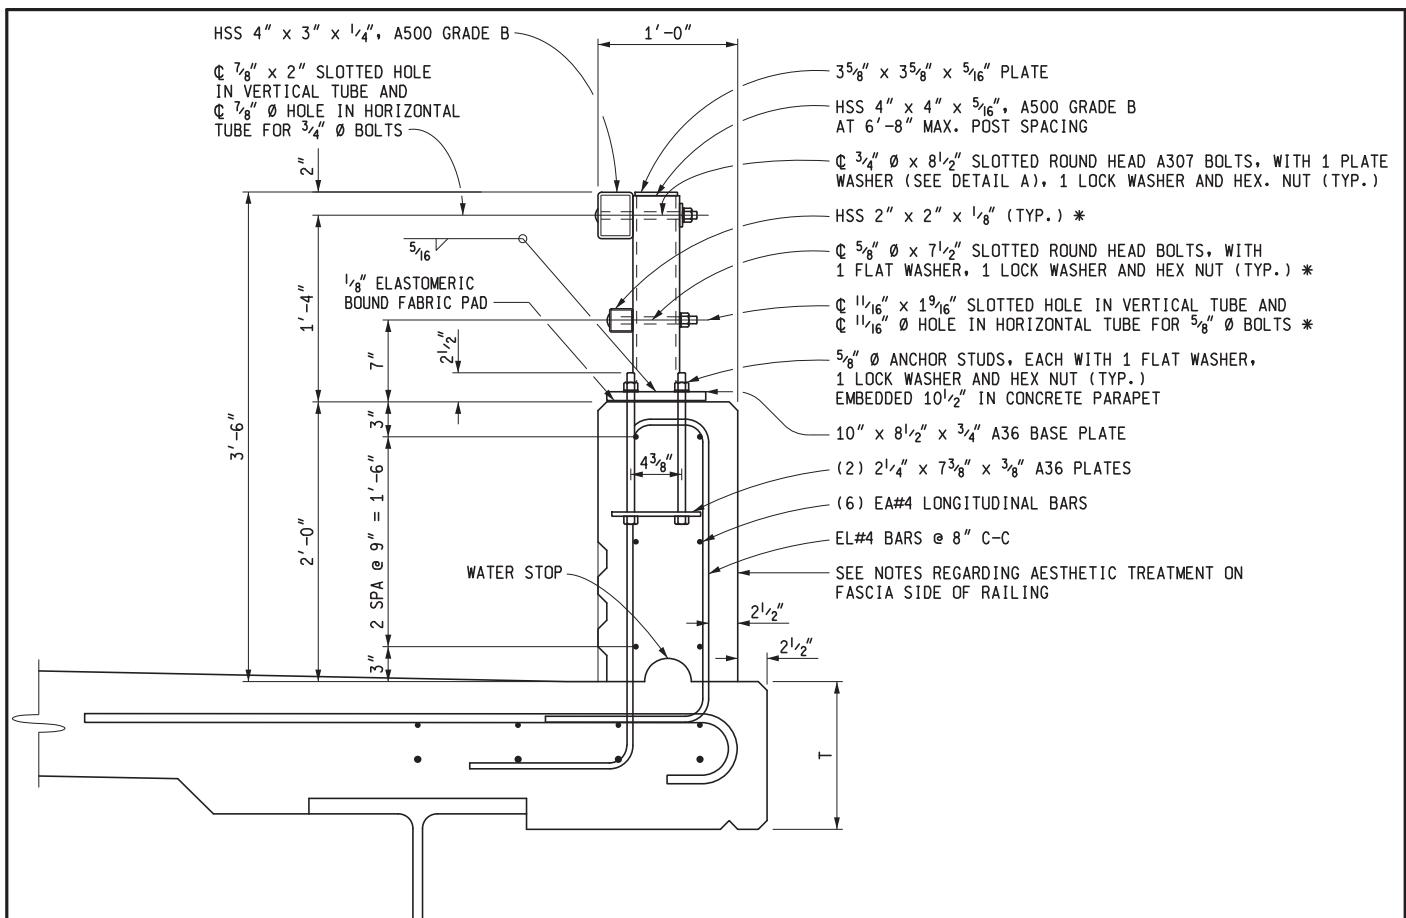 HSS 4" x 3" x 1/4", A500 GRADE B
℄ 7/8" x 2" SLOTTED HOLE
IN VERTICAL TUBE AND
℄ 7/8" Ø HOLE IN HORIZONTAL
TUBE FOR 3/4" Ø BOLTS
1'-0"
3 5/8" x 3 5/8" x 5/16" PLATE
HSS 4" x 4" x 5/16", A500 GRADE B
AT 6'-8" MAX. POST SPACING
℄ 3/4" Ø x 8 1/2" SLOTTED ROUND HEAD A307 BOLTS, WITH 1 PLATE
WASHER (SEE DETAIL A), 1 LOCK WASHER AND HEX. NUT (TYP.)
HSS 2" x 2" x 1/8" (TYP.) *
℄ 5/8" Ø x 7 1/2" SLOTTED ROUND HEAD BOLTS, WITH
1 FLAT WASHER, 1 LOCK WASHER AND HEX NUT (TYP.) *
℄ 11/16" x 1 9/16" SLOTTED HOLE IN VERTICAL TUBE AND
℄ 11/16" Ø HOLE IN HORIZONTAL TUBE FOR 5/8" Ø BOLTS *
5/8" Ø ANCHOR STUDS, EACH WITH 1 FLAT WASHER,
1 LOCK WASHER AND HEX NUT (TYP.)
EMBEDDED 10 1/2" IN CONCRETE PARAPET
10" x 8 1/2" x 3/4" A36 BASE PLATE
(2) 2 1/4" x 7 3/8" x 3/8" A36 PLATES
(6) EA#4 LONGITUDINAL BARS
EL#4 BARS @ 8" C-C
SEE NOTES REGARDING AESTHETIC TREATMENT ON
FASCIA SIDE OF RAILING
2"
5/16
1/8" ELASTOMERIC
BOUND FABRIC PAD
1'-4"
7"
2 1/2"
3'-6"
3"
4 3/8"
2 SPA @ 9" = 1'-6"
2'-0"
WATER STOP
3"
2 1/2"
2 1/2"
T